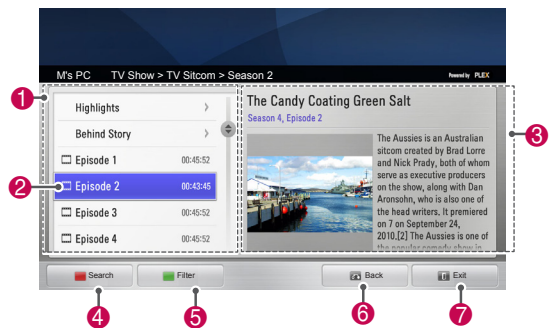 M's PC TV Show > TV Sitcom > Season 2
Powered by PLEX
1
Highlights >
Behind Story >
Episode 1 00:45:52
2
Episode 2 00:43:45
Episode 3 00:45:52
Episode 4 00:45:52
The Candy Coating Green Salt
Season 4, Episode 2
The Aussies is an Australian
sitcom created by Brad Lorre
and Nick Prady, both of whom
serve as executive producers
on the show, along with Dan
Aronsohn, who is also one of
the head writers. It premiered
on 7 on September 24,
2010.[2] The Aussies is one of
the popular comedy show in
3
Search
Filter
Back
Exit
4
5
6
7